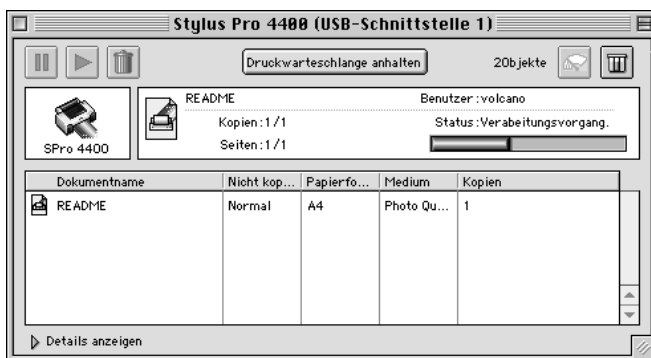 Stylus Pro 4400 (USB-Schnittstelle 1)
Druckwarteschlange anhalten 2Objekte
SPro 4400
README Benutzer:volcano
Kopien:1/1 Status:Verabeitungsvorgang.
Seiten:1/1
Dokumentname Nicht kop... Papierfo... Medium Kopien
README Normal A4 Photo Qu... 1
Details anzeigen